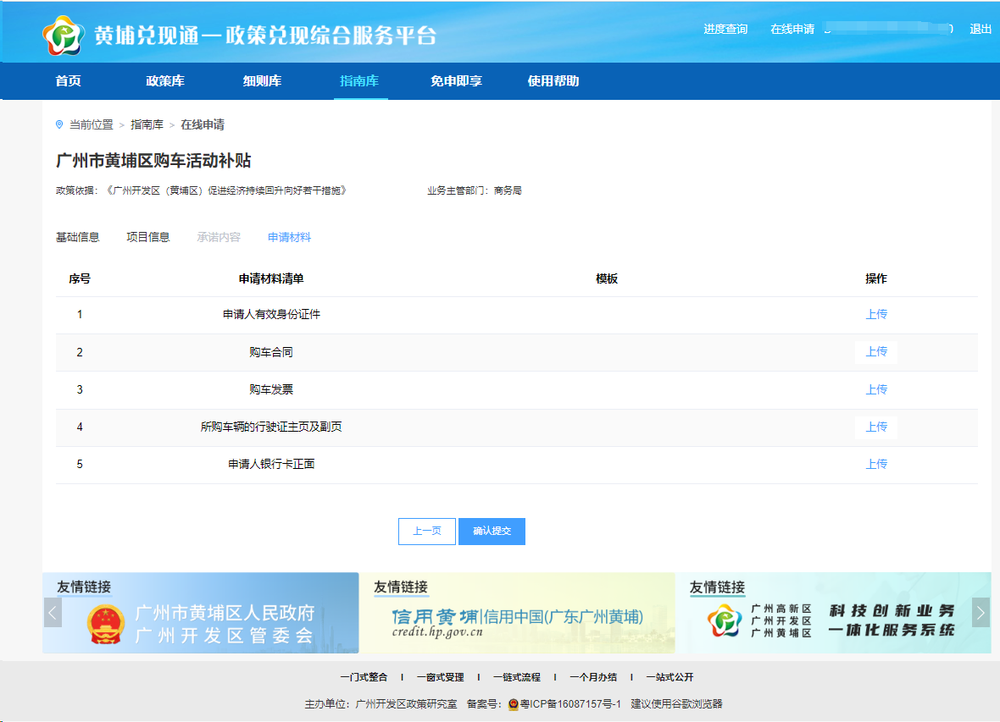 黄埔兑现通—政策兑现综合服务平台
进度查询 在线申请 退出
首页 政策库 细则库 指南库 免申即享 使用帮助
当前位置 > 指南库 > 在线申请
广州市黄埔区购车活动补贴
政策依据：《广州开发区（黄埔区）促进经济持续回升向好若干措施》 业务主管部门：商务局
基础信息 项目信息 承诺内容 申请材料
序号 申请材料清单 模板 操作
1 申请人有效身份证件 上传
2 购车合同 上传
3 购车发票 上传
4 所购车辆的行驶证主页及副页 上传
5 申请人银行卡正面 上传
上一页 确认提交
友情链接
广州市黄埔区人民政府
广州开发区管委会
友情链接
信用黄埔|信用中国(广东广州黄埔)
credit.hp.gov.cn
友情链接
广州高新区
广州开发区
广州黄埔区
科技创新业务
一体化服务系统
一门式整合 I 一窗式受理 I 一链式流程 I 一个月办结 I 一站式公开
主办单位：广州开发区政策研究室 备案号：粤ICP备16087157号-1 建议使用谷歌浏览器